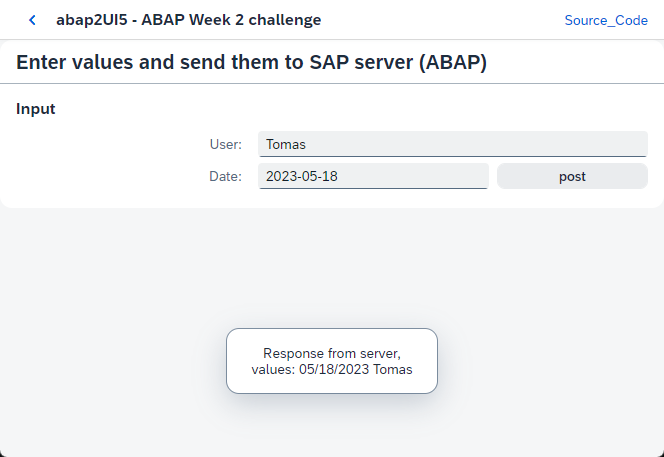 abap2UI5 - ABAP Week 2 challenge
Source_Code
Enter values and send them to SAP server (ABAP)
Input
User:
Tomas
Date:
2023-05-18
post
Response from server,
values: 05/18/2023 Tomas